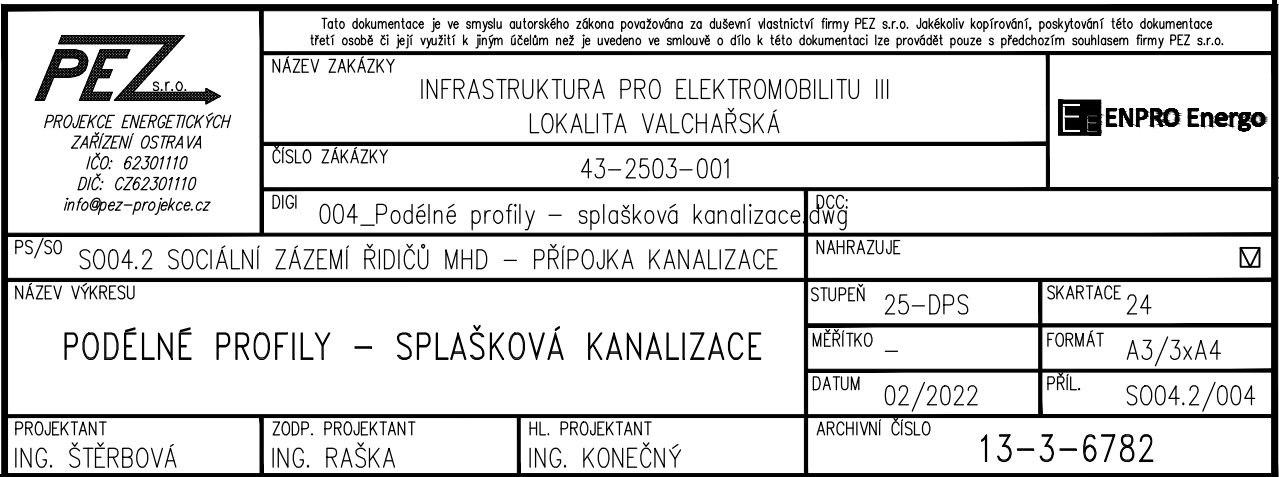 Tato dokumentace je ve smyslu autorského zákona považována za duševní vlastnictví firmy PEZ s.r.o. Jakékoliv kopírování, poskytování této dokumentace
třetí osobě či její využití k jiným účelům než je uvedeno ve smlouvě o dílo k této dokumentaci lze provádět pouze s předchozím souhlasem firmy PEZ s.r.o.
PEZ s.r.o.
PROJEKCE ENERGETICKÝCH
ZAŘÍZENÍ OSTRAVA
IČO: 62301110
DIČ: CZ62301110
info@pez-projekce.cz
NÁZEV ZAKÁZKY
INFRASTRUKTURA PRO ELEKTROMOBILITU III
LOKALITA VALCHAŘSKÁ
ENPRO Energo
ČÍSLO ZÁKÁZKY
43-2503-001
DIGI 004_Podélné profily - splašková kanalizace.dwg
DCC:
PS/SO SO04.2 SOCIÁLNÍ ZÁZEMÍ ŘIDIČŮ MHD - PŘÍPOJKA KANALIZACE
NAHRAZUJE
NÁZEV VÝKRESU
PODÉLNÉ PROFILY - SPLAŠKOVÁ KANALIZACE
STUPEŇ 25-DPS
SKARTACE 24
MĚŘÍTKO -
FORMÁT A3/3xA4
DATUM 02/2022
PŘÍL. SO04.2/004
PROJEKTANT
ING. ŠTĚRBOVÁ
ZODP. PROJEKTANT
ING. RAŠKA
HL. PROJEKTANT
ING. KONEČNÝ
ARCHIVNÍ ČÍSLO
13-3-6782